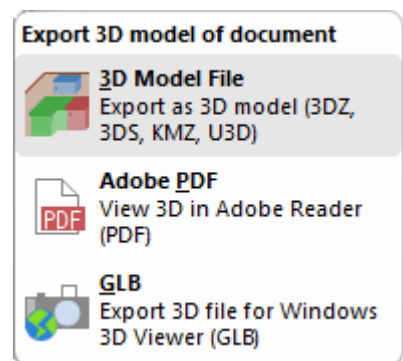 Export 3D model of document
3D Model File
Export as 3D model (3DZ,
3DS, KMZ, U3D)
Adobe PDF
View 3D in Adobe Reader
(PDF)
PDF
GLB
Export 3D file for Windows
3D Viewer (GLB)